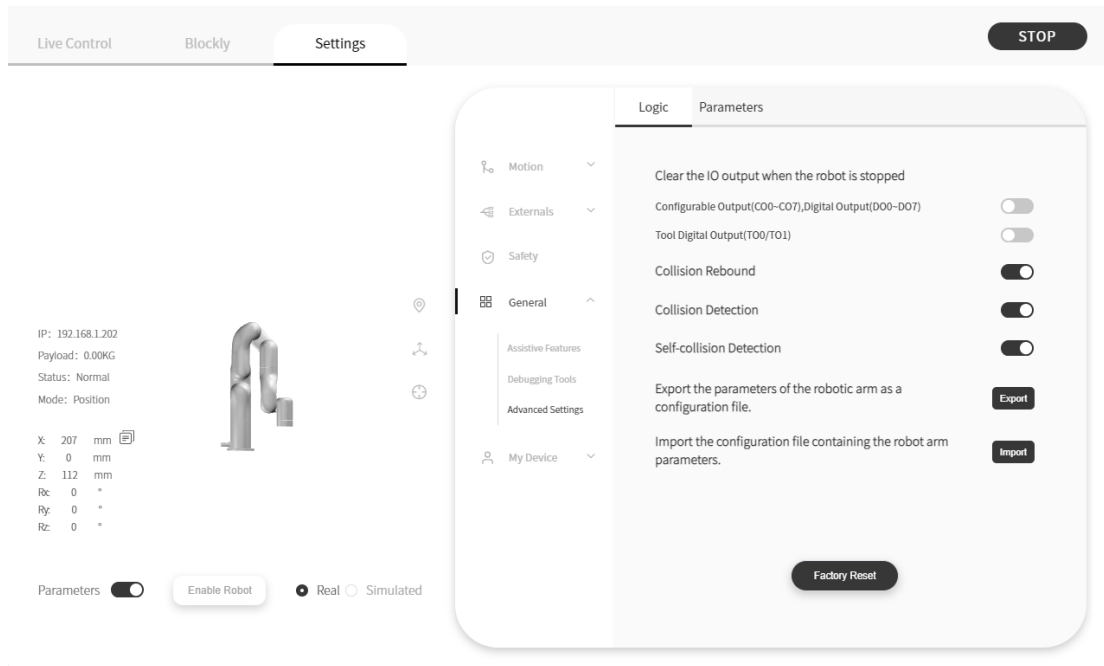 Live Control
Blockly
Settings
STOP
Logic
Parameters
Motion
Externals
Safety
General
Assistive Features
Debugging Tools
Advanced Settings
My Device
Clear the IO output when the robot is stopped
Configurable Output(CO0~CO7),Digital Output(DO0~DO7)
Tool Digital Output(TO0/TO1)
Collision Rebound
Collision Detection
Self-collision Detection
Export the parameters of the robotic arm as a
configuration file.
Export
Import the configuration file containing the robot arm
parameters.
Import
Factory Reset
IP: 192.168.1.202
Payload: 0.00KG
Status: Normal
Mode: Position
X: 207 mm
Y: 0 mm
Z: 112 mm
Rx: 0 °
Ry: 0 °
Rz: 0 °
Parameters
Enable Robot
Real
Simulated